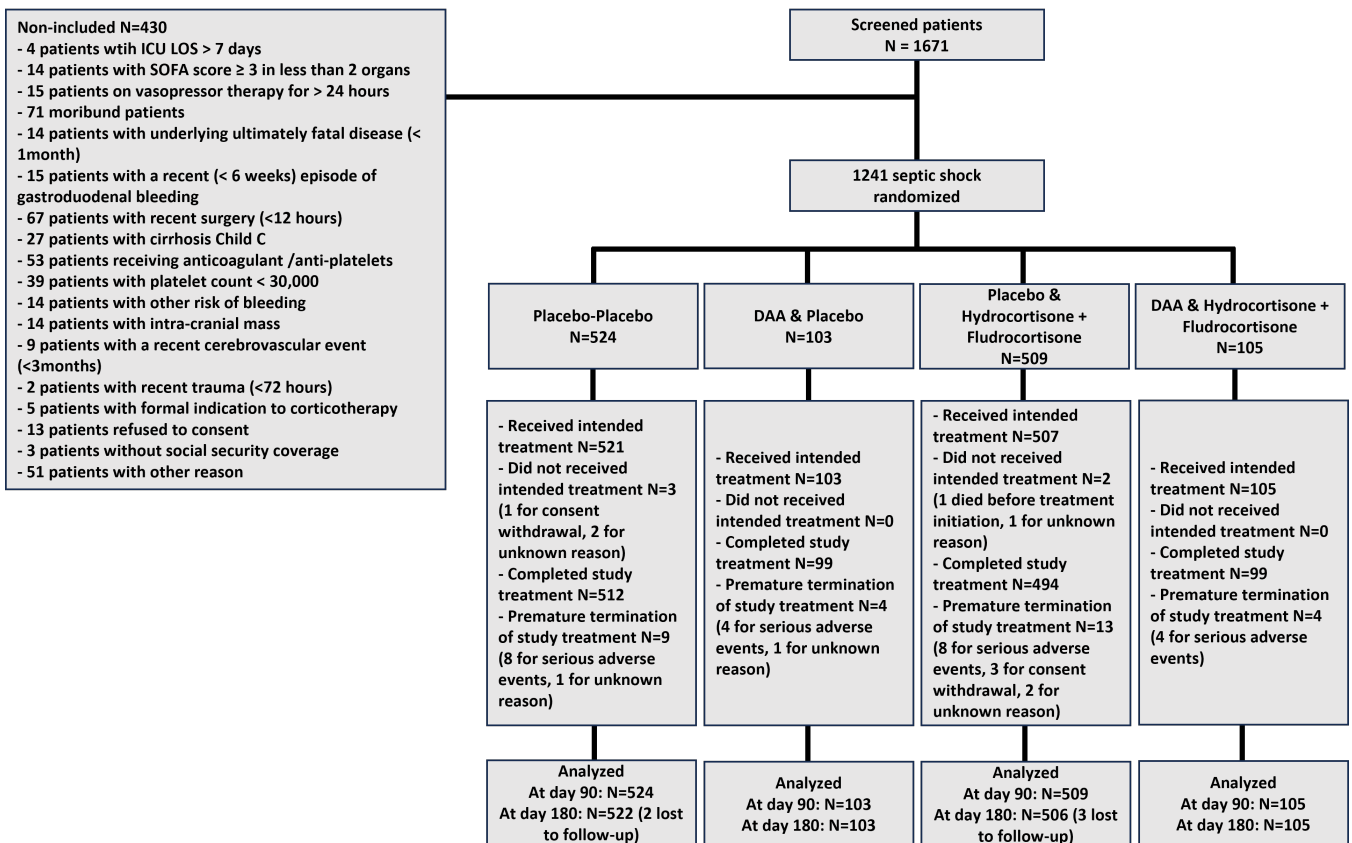 Non-included N=430
- 4 patients wtih ICU LOS > 7 days
- 14 patients with SOFA score ≥ 3 in less than 2 organs
- 15 patients on vasopressor therapy for > 24 hours
- 71 moribund patients
- 14 patients with underlying ultimately fatal disease (<
1month)
- 15 patients with a recent (< 6 weeks) episode of
gastroduodenal bleeding
- 67 patients with recent surgery (<12 hours)
- 27 patients with cirrhosis Child C
- 53 patients receiving anticoagulant /anti-platelets
- 39 patients with platelet count < 30,000
- 14 patients with other risk of bleeding
- 14 patients with intra-cranial mass
- 9 patients with a recent cerebrovascular event
(<3months)
- 2 patients with recent trauma (<72 hours)
- 5 patients with formal indication to corticotherapy
- 13 patients refused to consent
- 3 patients without social security coverage
- 51 patients with other reason
Screened patients
N = 1671
1241 septic shock
randomized
Placebo-Placebo
N=524
DAA & Placebo
N=103
Placebo &
Hydrocortisone +
Fludrocortisone
N=509
DAA & Hydrocortisone +
Fludrocortisone
N=105
- Received intended
treatment N=521
- Did not received
intended treatment N=3
(1 for consent
withdrawal, 2 for
unknown reason)
- Completed study
treatment N=512
- Premature termination
of study treatment N=9
(8 for serious adverse
events, 1 for unknown
reason)
- Received intended
treatment N=103
- Did not received
intended treatment N=0
- Completed study
treatment N=99
- Premature termination
of study treatment N=4
(4 for serious adverse
events, 1 for unknown
reason)
- Received intended
treatment N=507
- Did not received
intended treatment N=2
(1 died before treatment
initiation, 1 for unknown
reason)
- Completed study
treatment N=494
- Premature termination
of study treatment N=13
(8 for serious adverse
events, 3 for consent
withdrawal, 2 for
unknown reason)
- Received intended
treatment N=105
- Did not received
intended treatment N=0
- Completed study
treatment N=99
- Premature termination
of study treatment N=4
(4 for serious adverse
events)
Analyzed
At day 90: N=524
At day 180: N=522 (2 lost
to follow-up)
Analyzed
At day 90: N=103
At day 180: N=103
Analyzed
At day 90: N=509
At day 180: N=506 (3 lost
to follow-up)
Analyzed
At day 90: N=105
At day 180: N=105